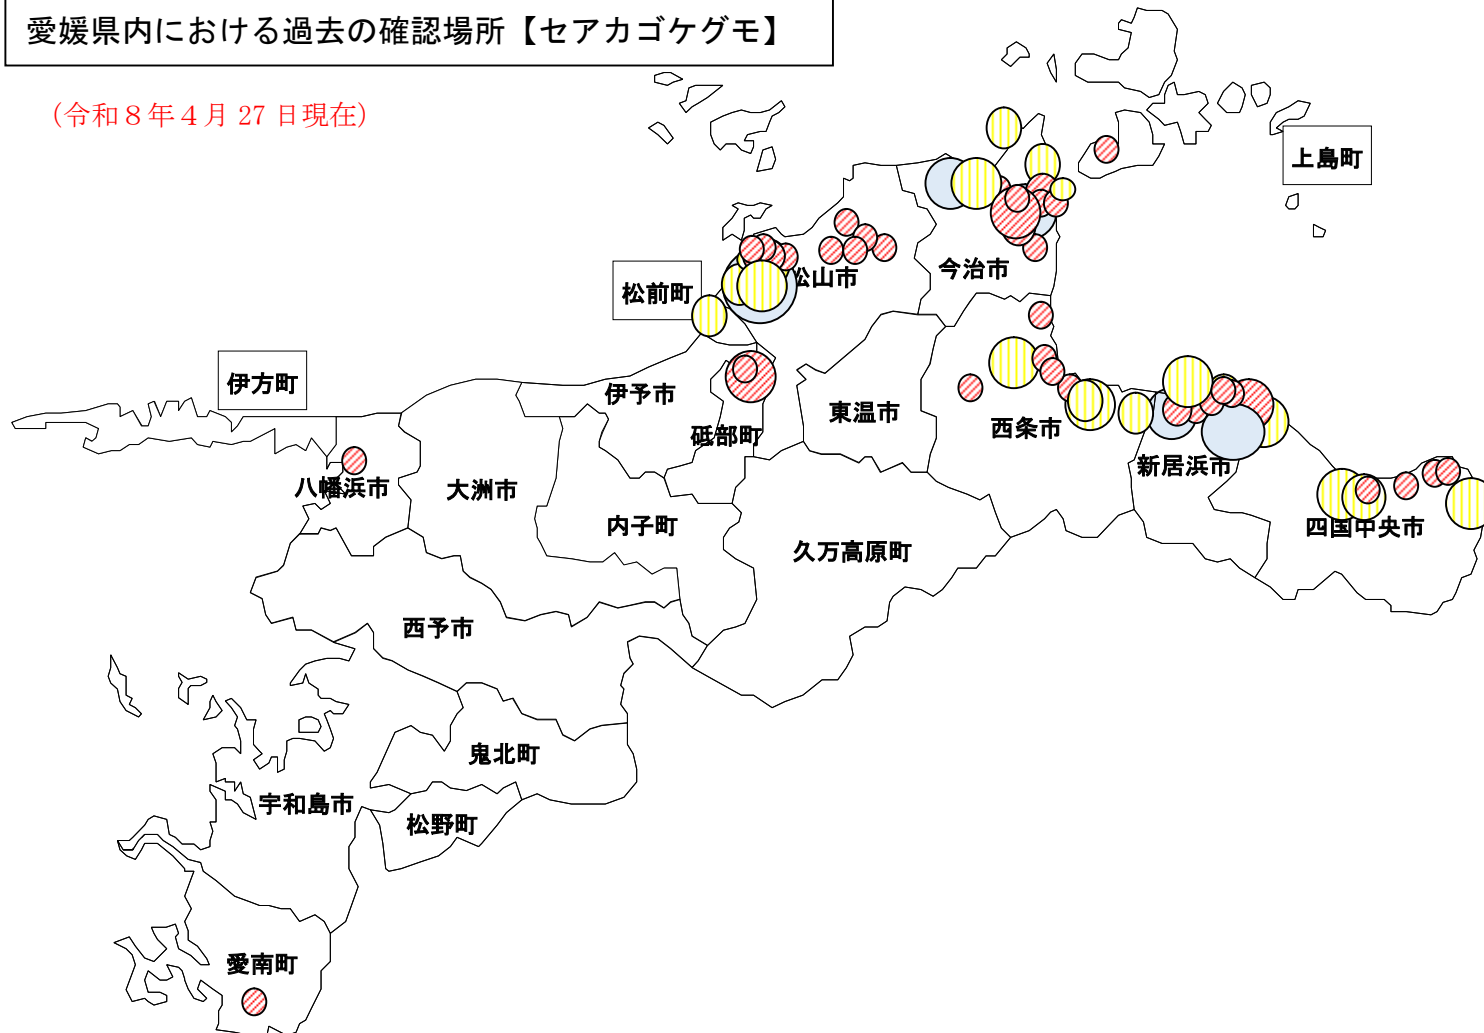 愛媛県内における過去の確認場所【セアカゴケグモ】
（令和８年４月 27 日現在）
上島町
今治市
松山市
松前町
伊方町
伊予市
東温市
西条市
砥部町
新居浜市
八幡浜市
大洲市
内子町
四国中央市
久万高原町
西予市
鬼北町
宇和島市
松野町
愛南町